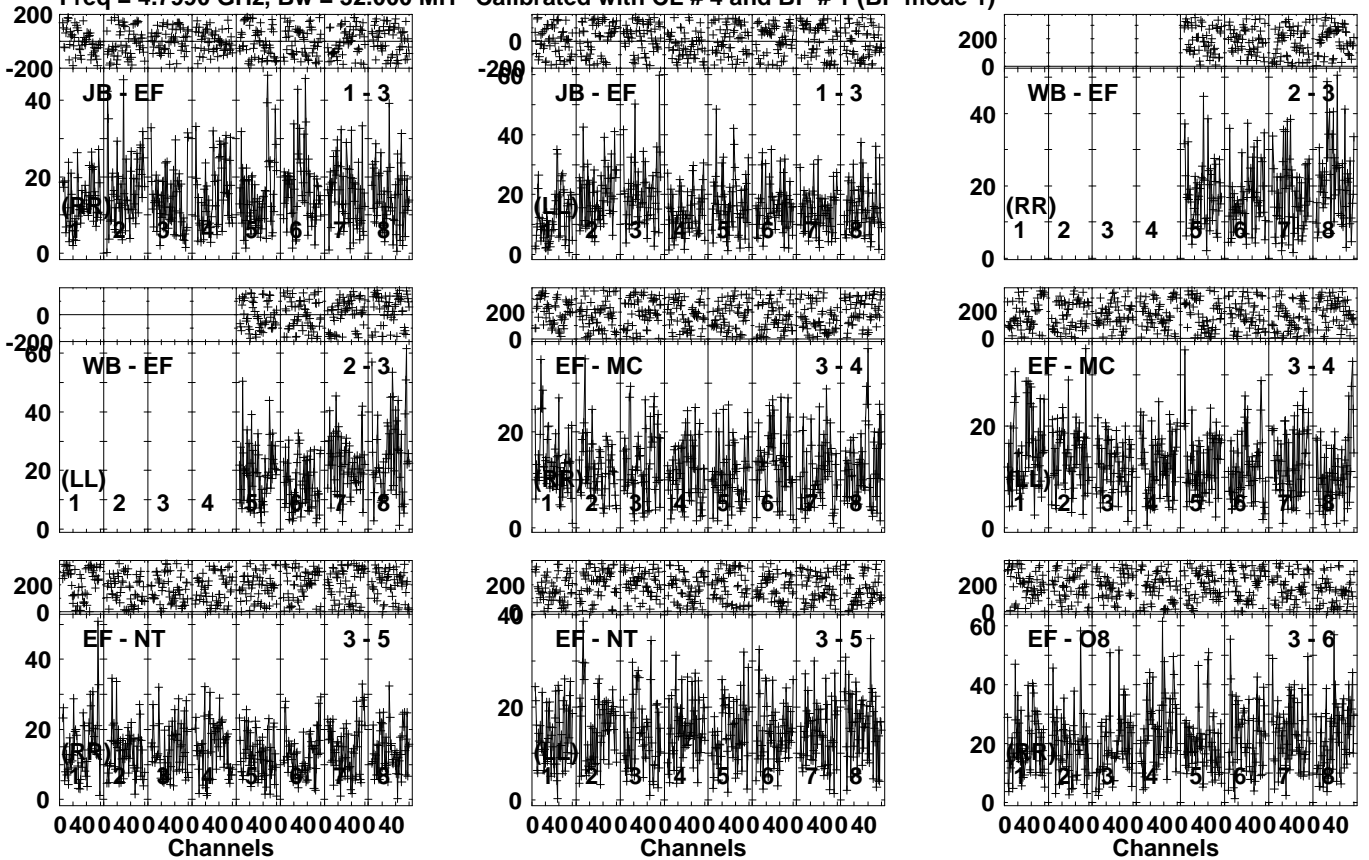 Freq = 4.7990 GHz, Bw = 32.000 MH Calibrated with CL # 4 and BP # 1 (BP mode 1)
200 0 200
-200 -200 0
JB - EF 1 - 3 JB - EF 1 - 3 WB - EF 2 - 3
40 60 40
20 40 20
0 20 0
0
(RR) (LL) (RR)
1 2 3 4 5 6 7 8 1 2 3 4 5 6 7 8 1 2 3 4 5 6 7 8
0 200 200
-200 0 0
WB - EF 2 - 3 EF - MC 3 - 4 EF - MC 3 - 4
60 20 20
40 0 0
20
0
(LL) (RR) (LL)
1 2 3 4 5 6 7 8 1 2 3 4 5 6 7 8 1 2 3 4 5 6 7 8
200 200 200
0 0 0
EF - NT 3 - 5 EF - NT 3 - 5 EF - O8 3 - 6
40 40 60
20 20 40
0 0 20
0
(RR) (LL) (RR)
1 2 3 4 5 6 7 8 1 2 3 4 5 6 7 8 1 2 3 4 5 6 7 8
0 40 0 40 0 40 0 40 0 40 0 40 0 40 0 40 0 40 0 40 0 40 0 40 0 40 0 40 0 40 0 40 0 40 0 40 0 40 0 40 0 40 0 40 0 40 0 40
Channels Channels Channels